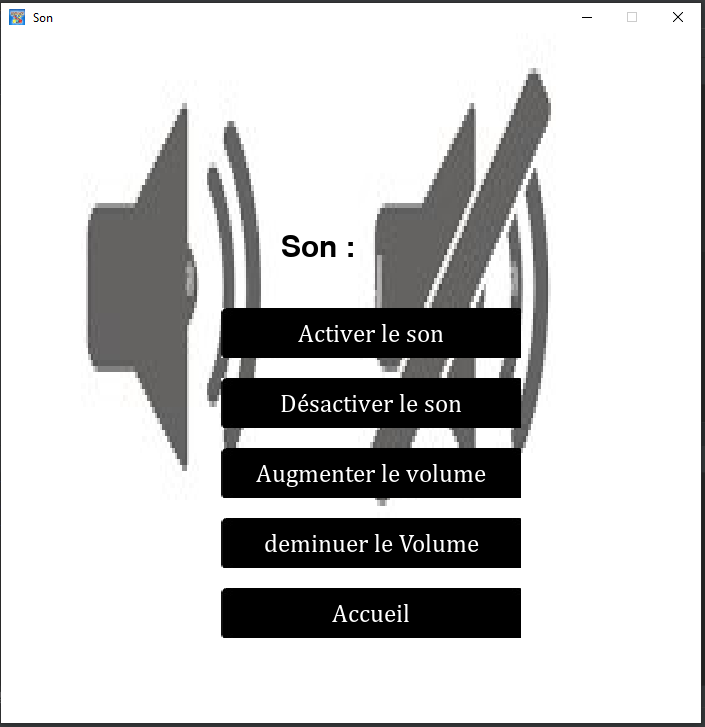 Son
Son :
Activer le son
Désactiver le son
Augmenter le volume
deminuer le Volume
Accueil